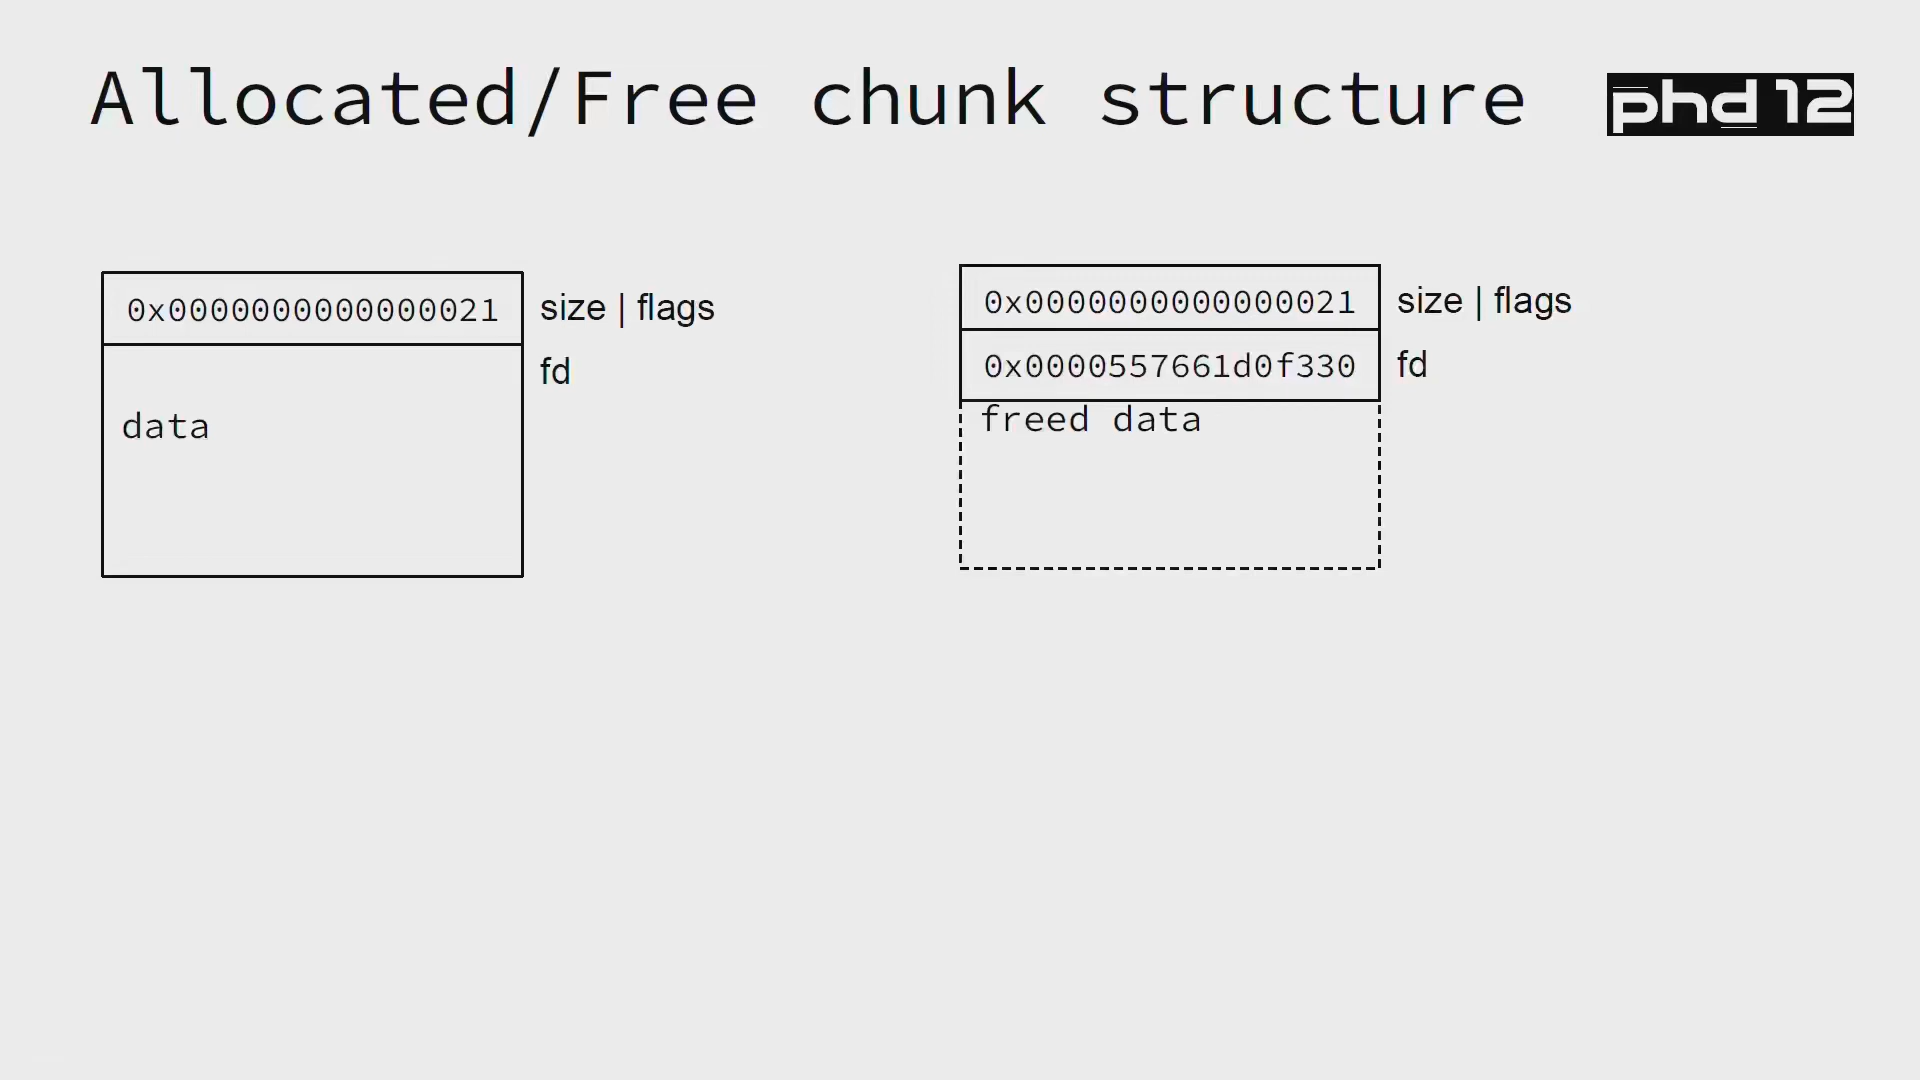 Allocated/Free chunk structure
phd 12
0x0000000000000021 size | flags
fd
data
0x0000000000000021 size | flags
0x0000557661d0f330 fd
freed data